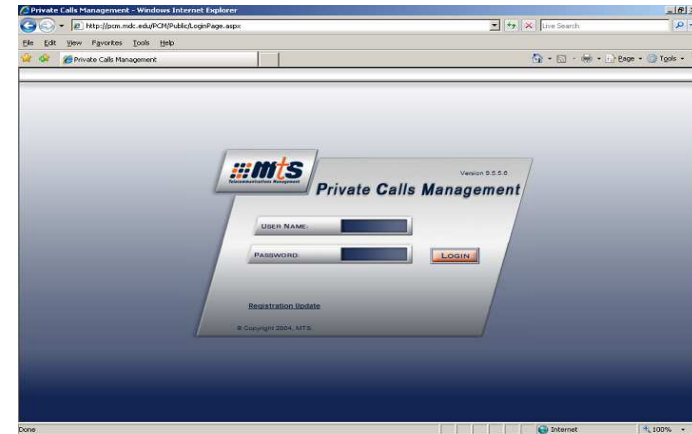 Private Calls Management - Windows Internet Explorer
http://pcm.mdc.edu/PCM/Public/LoginPage.aspx
Live Search
File Edit View Favorites Tools Help
Private Calls Management
Page Tools
mts
Telecommunications Management
Version 9.5.5.0
Private Calls Management
USER NAME:
PASSWORD:
LOGIN
Registration Update
© Copyright 2004, MTS.
Done
Internet
100%